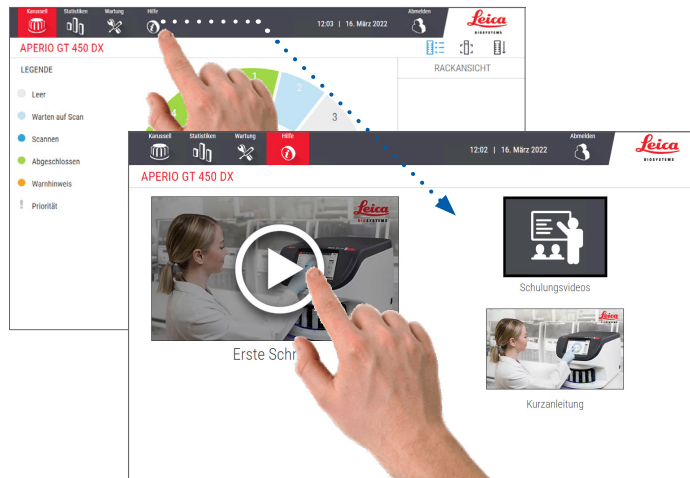 Karussell
Statistiken
Wartung
Hilfe
12:03 | 16. März 2022
Abmelden
Leica
BIOSYSTEMS
APERIO GT 450 DX
LEGENDE
RACKANSICHT
Leer
Warten auf Scan
Scannen
Abgeschlossen
Warnhinweis
Priorität
1
2
3
Karussell
Statistiken
Wartung
Hilfe
12:02 | 16. März 2022
Abmelden
Leica
BIOSYSTEMS
APERIO GT 450 DX
Leica
BIOSYSTEMS
Schulungsvideos
Erste Schr
Leica
Kurzanleitung